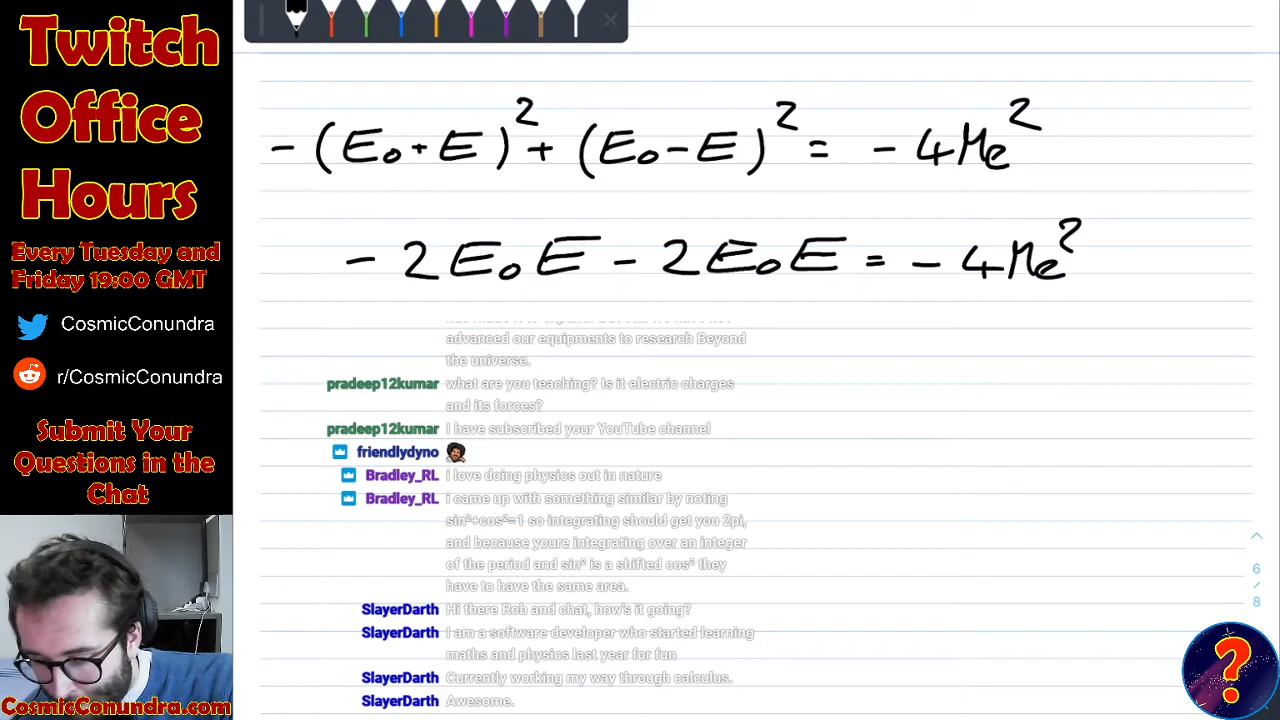 Twitch
Office
Hours
Every Tuesday and
Friday 19:00 GMT
CosmicConundra
r/CosmicConundra
Submit Your
Questions in the
Chat
CosmicConundra.com
-(E₀+E)²+(E₀-E)²= -4Me²
-2E₀E-2E₀E=-4Me²
advanced our equipments to research Beyond
the universe.
pradeep12kumar what are you teaching? Is it electric charges
and its forces?
pradeep12kumar I have subscribed your YouTube channel
friendlydyno
Bradley_RL i love doing physics out in nature
Bradley_RL i came up with something similar by noting
sin²+cos²=1 so integrating should get you 2pi,
and because youre integrating over an integer
of the period and sin² is a shifted cos² they
have to have the same area.
SlayerDarth Hi there Rob and chat, how's it going?
SlayerDarth I am a software developer who started learning
maths and physics last year for fun
SlayerDarth Currently working my way through calculus.
SlayerDarth Awesome.
6
/
8
?